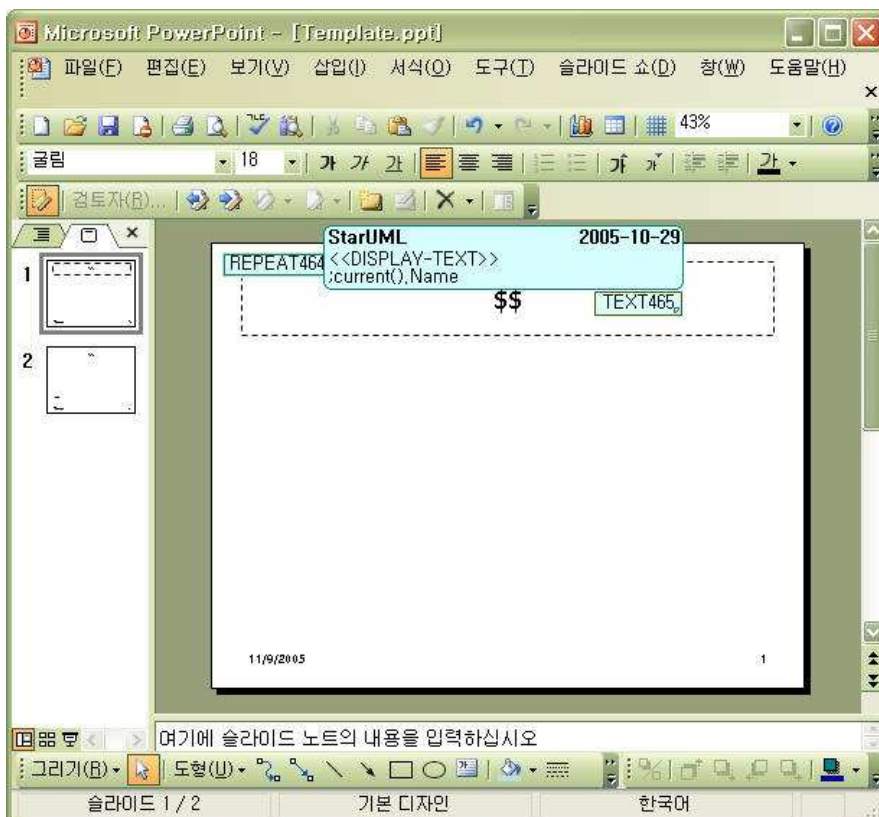 Microsoft PowerPoint - [Template.ppt]
파일(F) 편집(E) 보기(V) 삽입(I) 서식(O) 도구(T) 슬라이드 쇼(D) 창(W) 도움말(H)
43%
굴림 18 가 가 가 가
검토자(R)...
1
2
StarUML 2005-10-29
<<DISPLAY-TEXT>>
;current(),Name
REPEAT464
$$
TEXT465
11/9/2005 1
여기에 슬라이드 노트의 내용을 입력하십시오
그리기(R) 도형(U)
슬라이드 1 / 2 기본 디자인 한국어